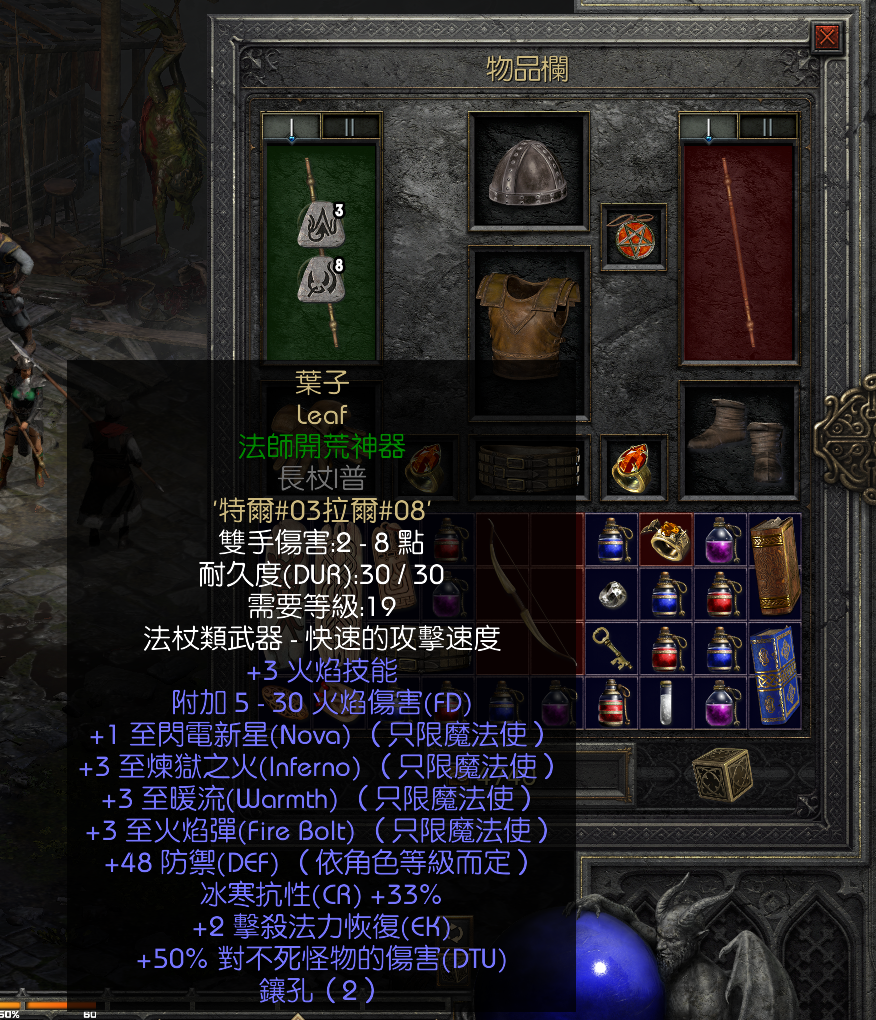 物品欄
3
8
葉子
Leaf
法師開荒神器
長杖|普
'特爾#03拉爾#08'
雙手傷害:2 - 8 點
耐久度(DUR):30 / 30
需要等級:19
法杖類武器 - 快速的攻擊速度
+3 火焰技能
附加 5 - 30 火焰傷害(FD)
+1 至閃電新星(Nova)（只限魔法使）
+3 至煉獄之火(Inferno)（只限魔法使）
+3 至暖流(Warmth)（只限魔法使）
+3 至火焰彈(Fire Bolt)（只限魔法使）
+48 防禦(DEF)（依角色等級而定）
冰寒抗性(CR) +33%
+2 擊殺法力恢復(EK)
+50% 對不死怪物的傷害(DTU)
鑲孔（2）
60